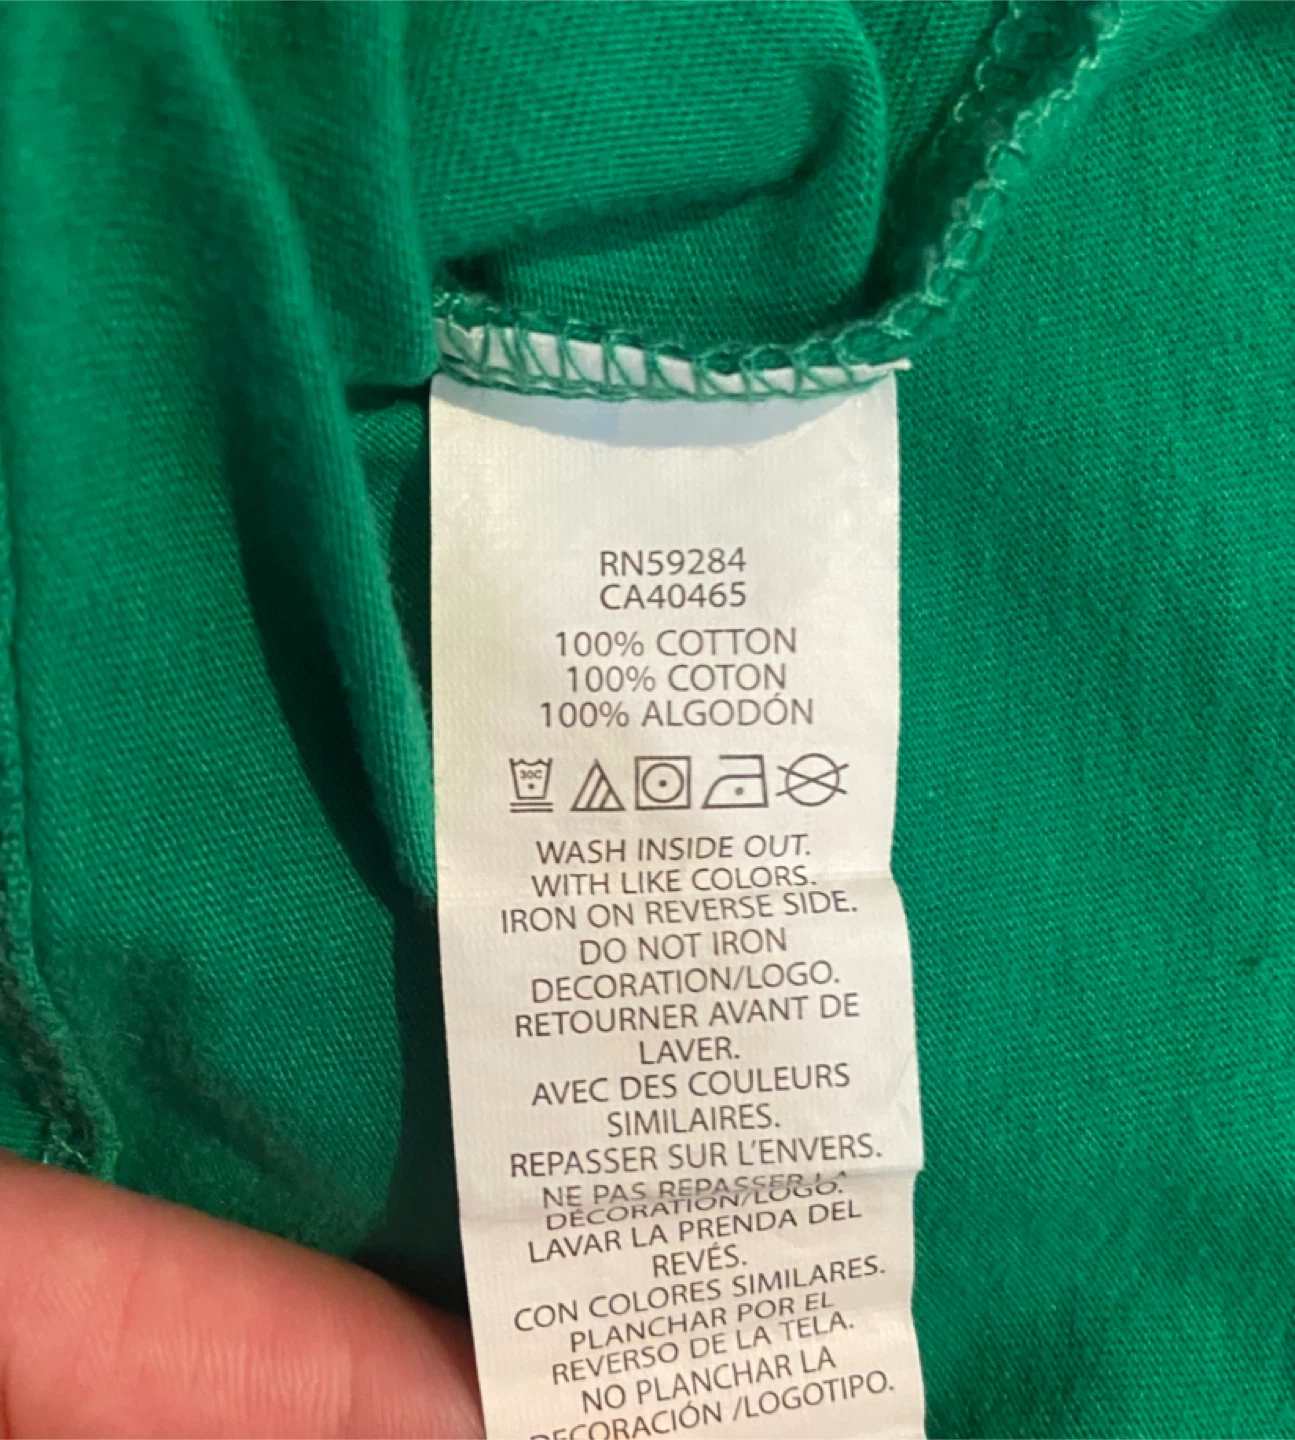 RN59284
CA40465
100% COTTON
100% COTON
100% ALGODÓN
30C
WASH INSIDE OUT.
WITH LIKE COLORS.
IRON ON REVERSE SIDE.
DO NOT IRON
DECORATION/LOGO.
RETOURNER AVANT DE
LAVER.
AVEC DES COULEURS
SIMILAIRES.
REPASSER SUR L'ENVERS.
NE PAS REPASSER LA
DÉCORATION/LOGO.
LAVAR LA PRENDA DEL
REVÉS.
CON COLORES SIMILARES.
PLANCHAR POR EL
REVERSO DE LA TELA.
NO PLANCHAR LA
DECORACIÓN /LOGOTIPO.